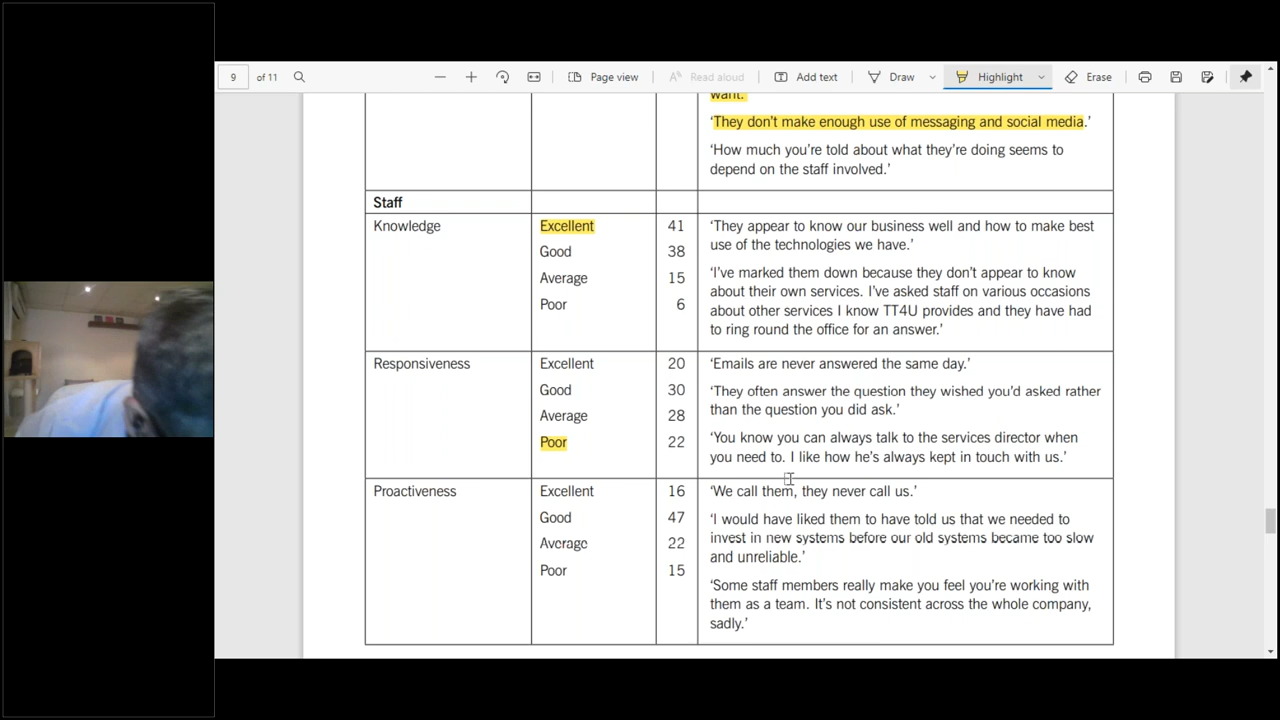 9 of 11
Page view
Read aloud
Add text
Draw
Highlight
Erase
want.'
'They don't make enough use of messaging and social media.'
'How much you're told about what they're doing seems to
depend on the staff involved.'
Staff
Knowledge
Excellent 41
Good 38
Average 15
Poor 6
'They appear to know our business well and how to make best
use of the technologies we have.'
'I've marked them down because they don't appear to know
about their own services. I've asked staff on various occasions
about other services I know TT4U provides and they have had
to ring round the office for an answer.'
Responsiveness
Excellent 20
Good 30
Average 28
Poor 22
'Emails are never answered the same day.'
'They often answer the question they wished you'd asked rather
than the question you did ask.'
'You know you can always talk to the services director when
you need to. I like how he's always kept in touch with us.'
Proactiveness
Excellent 16
Good 47
Average 22
Poor 15
'We call them, they never call us.'
'I would have liked them to have told us that we needed to
invest in new systems before our old systems became too slow
and unreliable.'
'Some staff members really make you feel you're working with
them as a team. It's not consistent across the whole company,
sadly.'